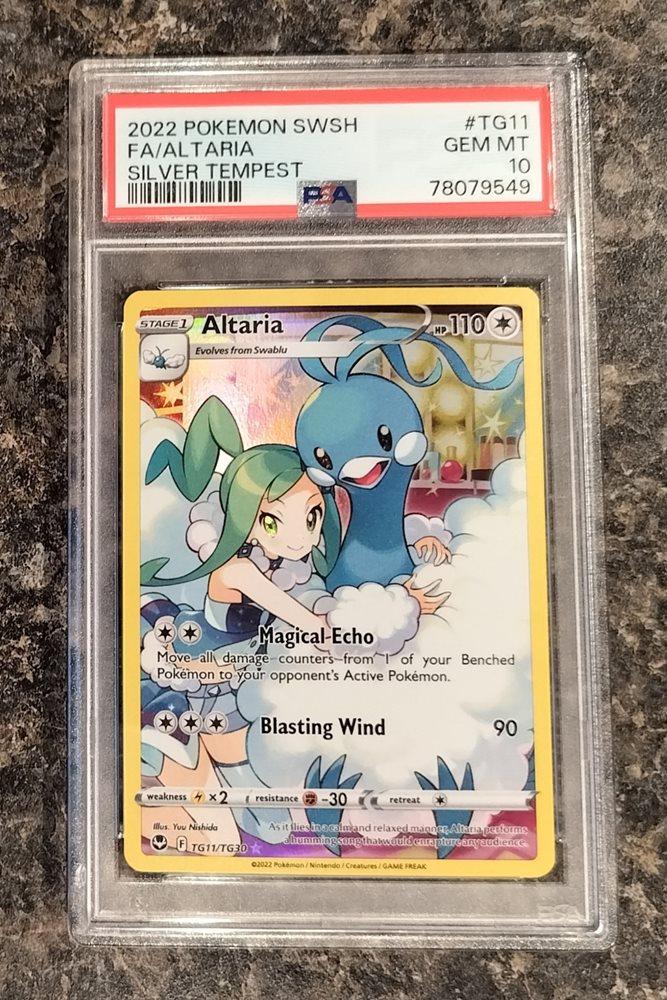 2022 POKEMON SWSH #TG11
FA/ALTARIA GEM MT
SILVER TEMPEST 10
PSA 78079549
STAGE 1 Altaria HP 110
Evolves from Swablu
Magical Echo
Move all damage counters from 1 of your Benched
Pokémon to your opponent's Active Pokémon.
Blasting Wind 90
weakness ×2 resistance -30 retreat
Illus. Yu Nishida
As it flies in a calm and relaxed manner, Altaria performs
a humming song that would enrapture any audience.
F TG11/TG30
©2022 Pokémon / Nintendo / Creatures / GAME FREAK